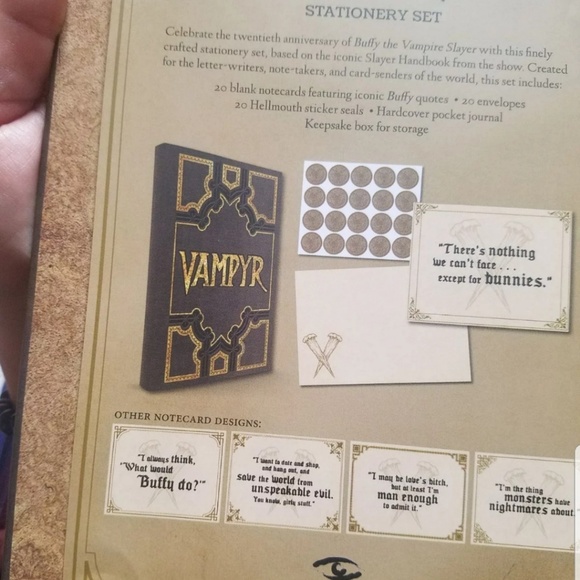 STATIONERY SET
Celebrate the twentieth anniversary of Buffy the Vampire Slayer with this finely
crafted stationery set, based on the iconic Slayer Handbook from the show. Created
for the letter-writers, note-takers, and card-senders of the world, this set includes:
20 blank notecards featuring iconic Buffy quotes • 20 envelopes
20 Hellmouth sticker seals • Hardcover pocket journal
Keepsake box for storage
VAMPYR
"There's nothing
we can't face . . .
except for bunnies."
OTHER NOTECARD DESIGNS:
"I always think,
"What would
Buffy do?'"
"I want to date and shop,
and hang out, and
save the world from
unspeakable evil.
You know, girly stuff."
"I may be love's bitch,
but at least I'm
man enough
to admit it."
"I'm the thing
monsters have
nightmares about.